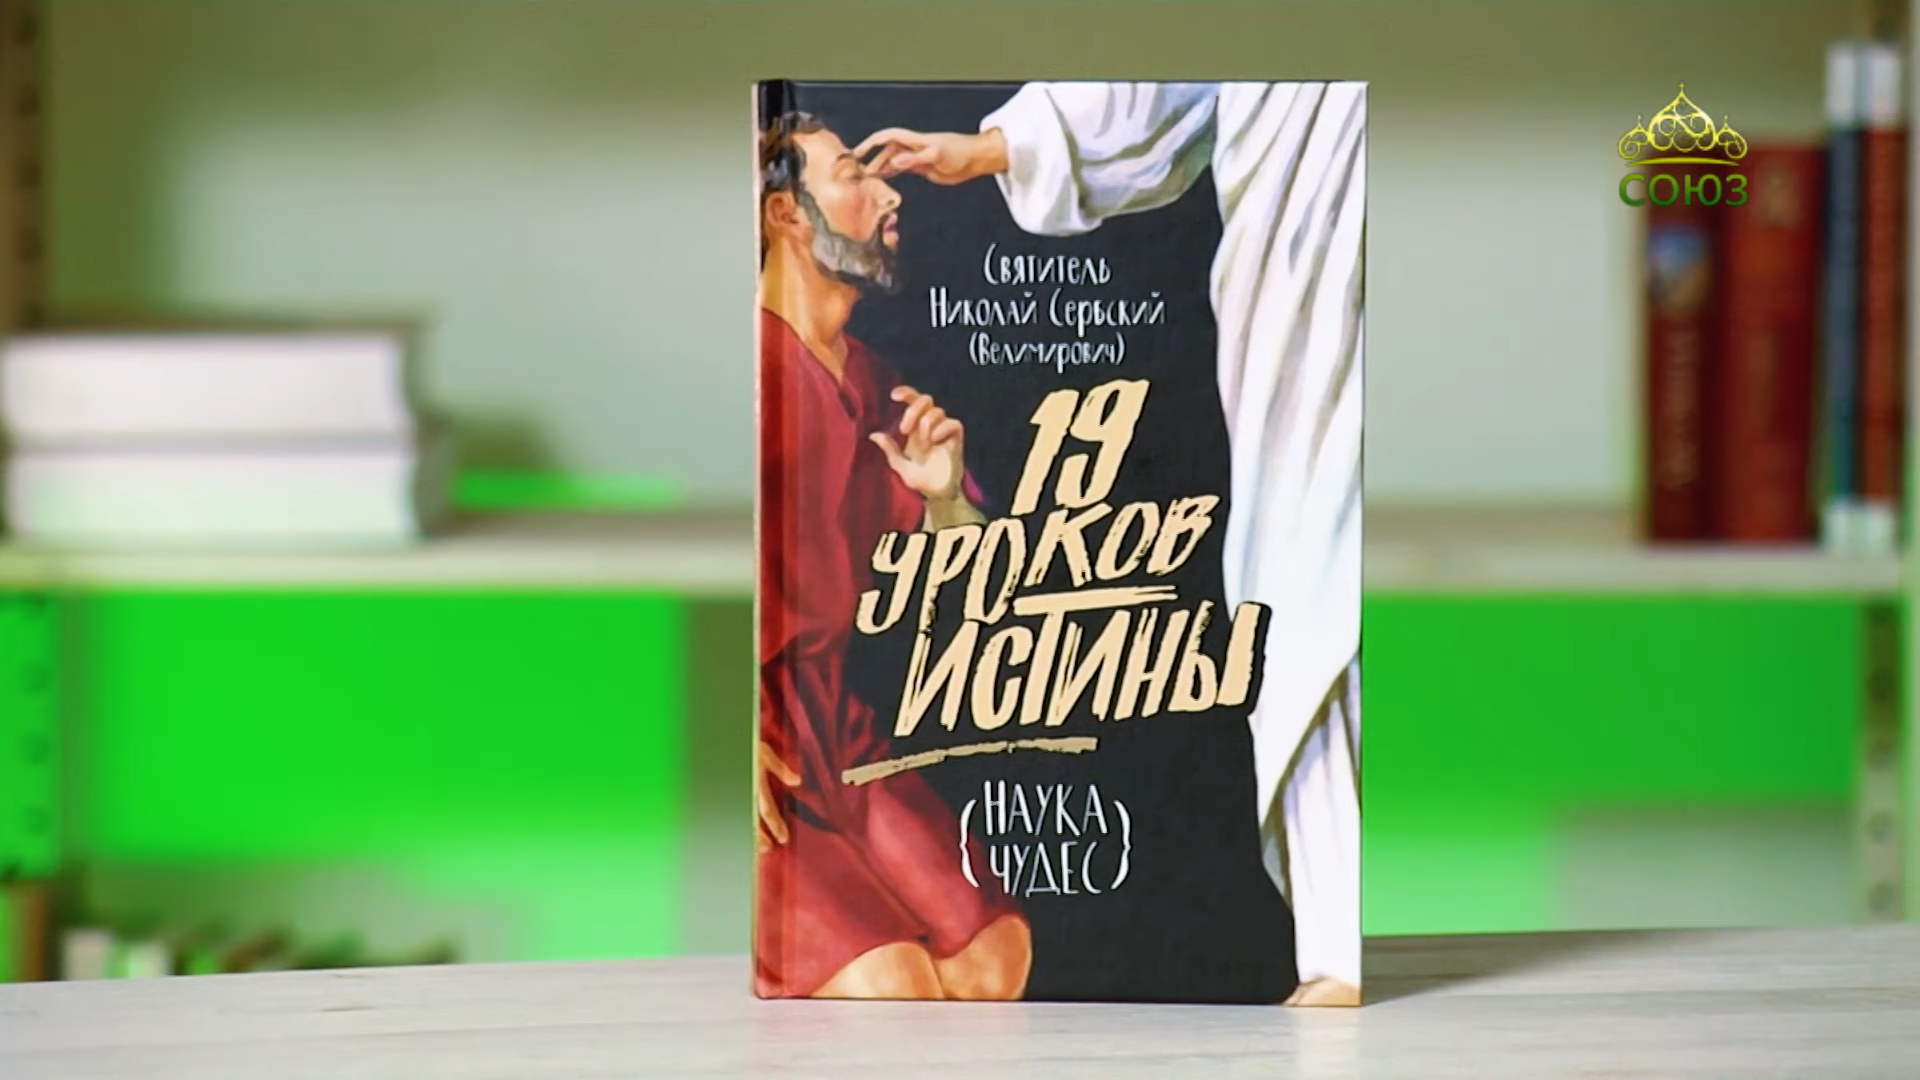 СОЮЗ
Святитель
Николай Сербский
(Велимирович)
19
УРОКОВ
ИСТИНЫ
(НАУКА
ЧУДЕС)